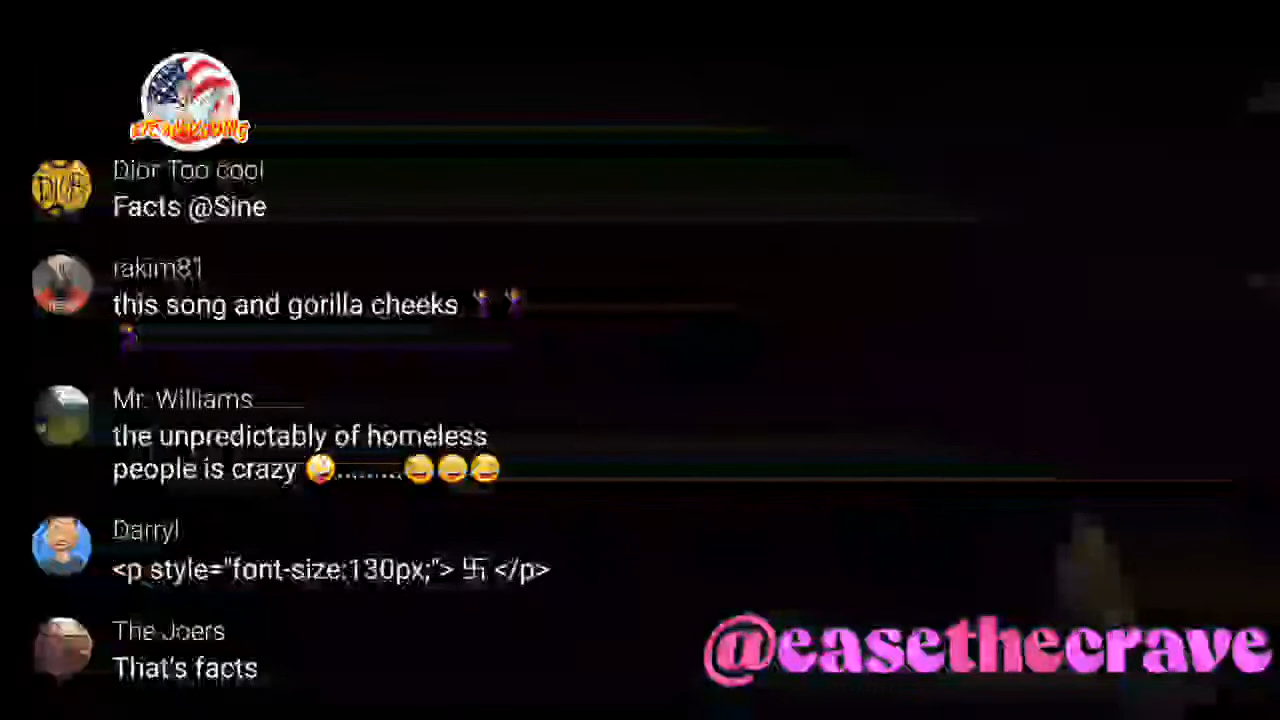 Dior Too cool
Facts @Sine
rakim81
this song and gorilla cheeks
Mr. Williams
the unpredictably of homeless
people is crazy 😜.........😄😄😄
Darryl
<p style="font-size:130px;"> 卐 </p>
The Joers
That's facts
@easethecrave